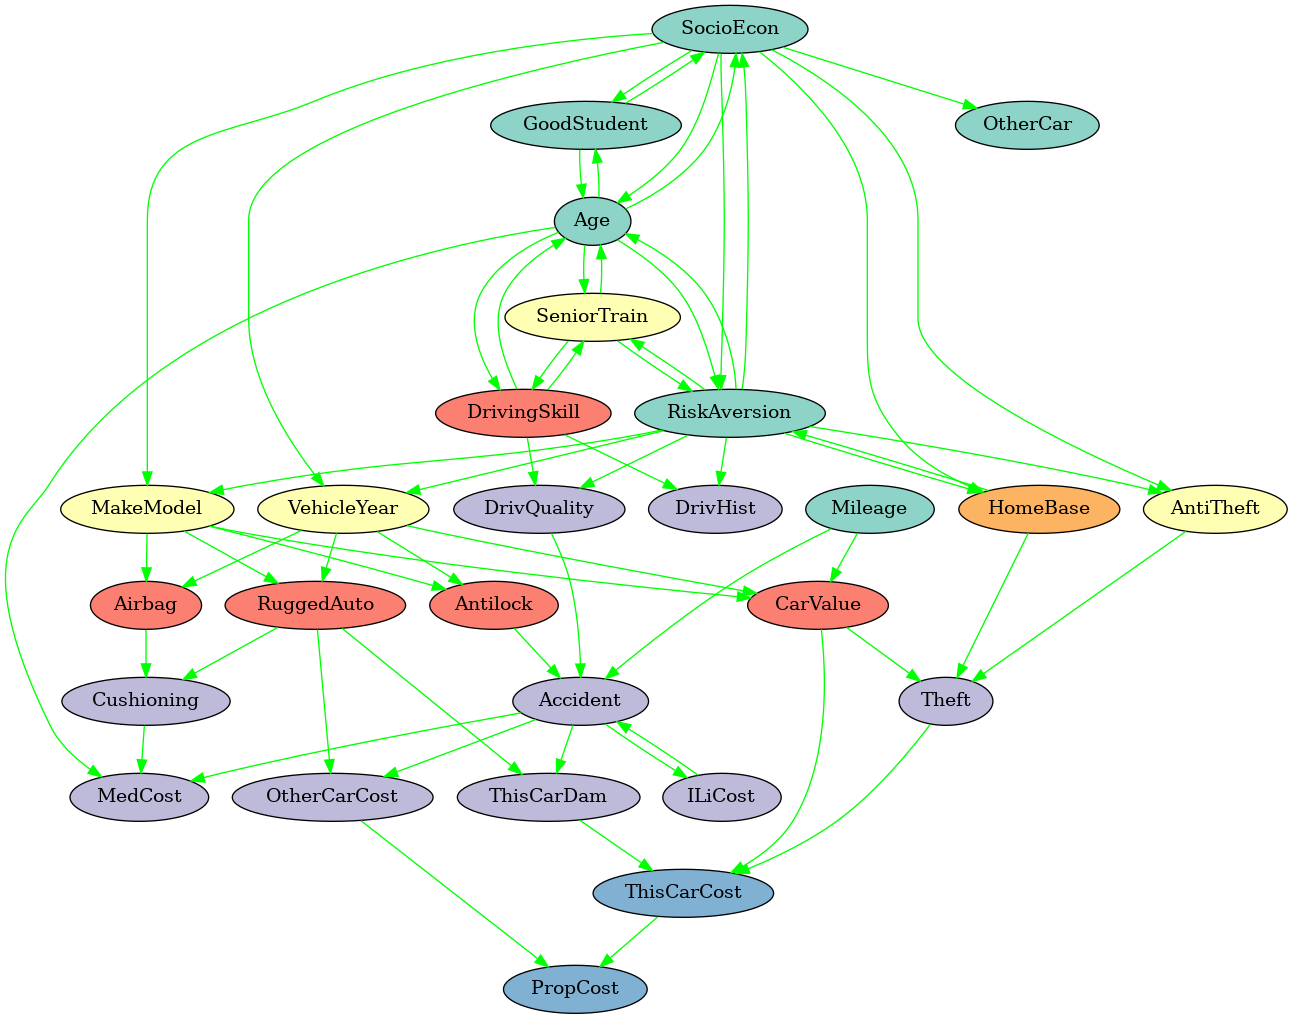 SocioEcon
GoodStudent
OtherCar
Age
SeniorTrain
DrivingSkill
RiskAversion
MakeModel
VehicleYear
DrivQuality
DrivHist
Mileage
HomeBase
AntiTheft
Airbag
RuggedAuto
Antilock
CarValue
Cushioning
Accident
Theft
MedCost
OtherCarCost
ThisCarDam
ILiCost
ThisCarCost
PropCost